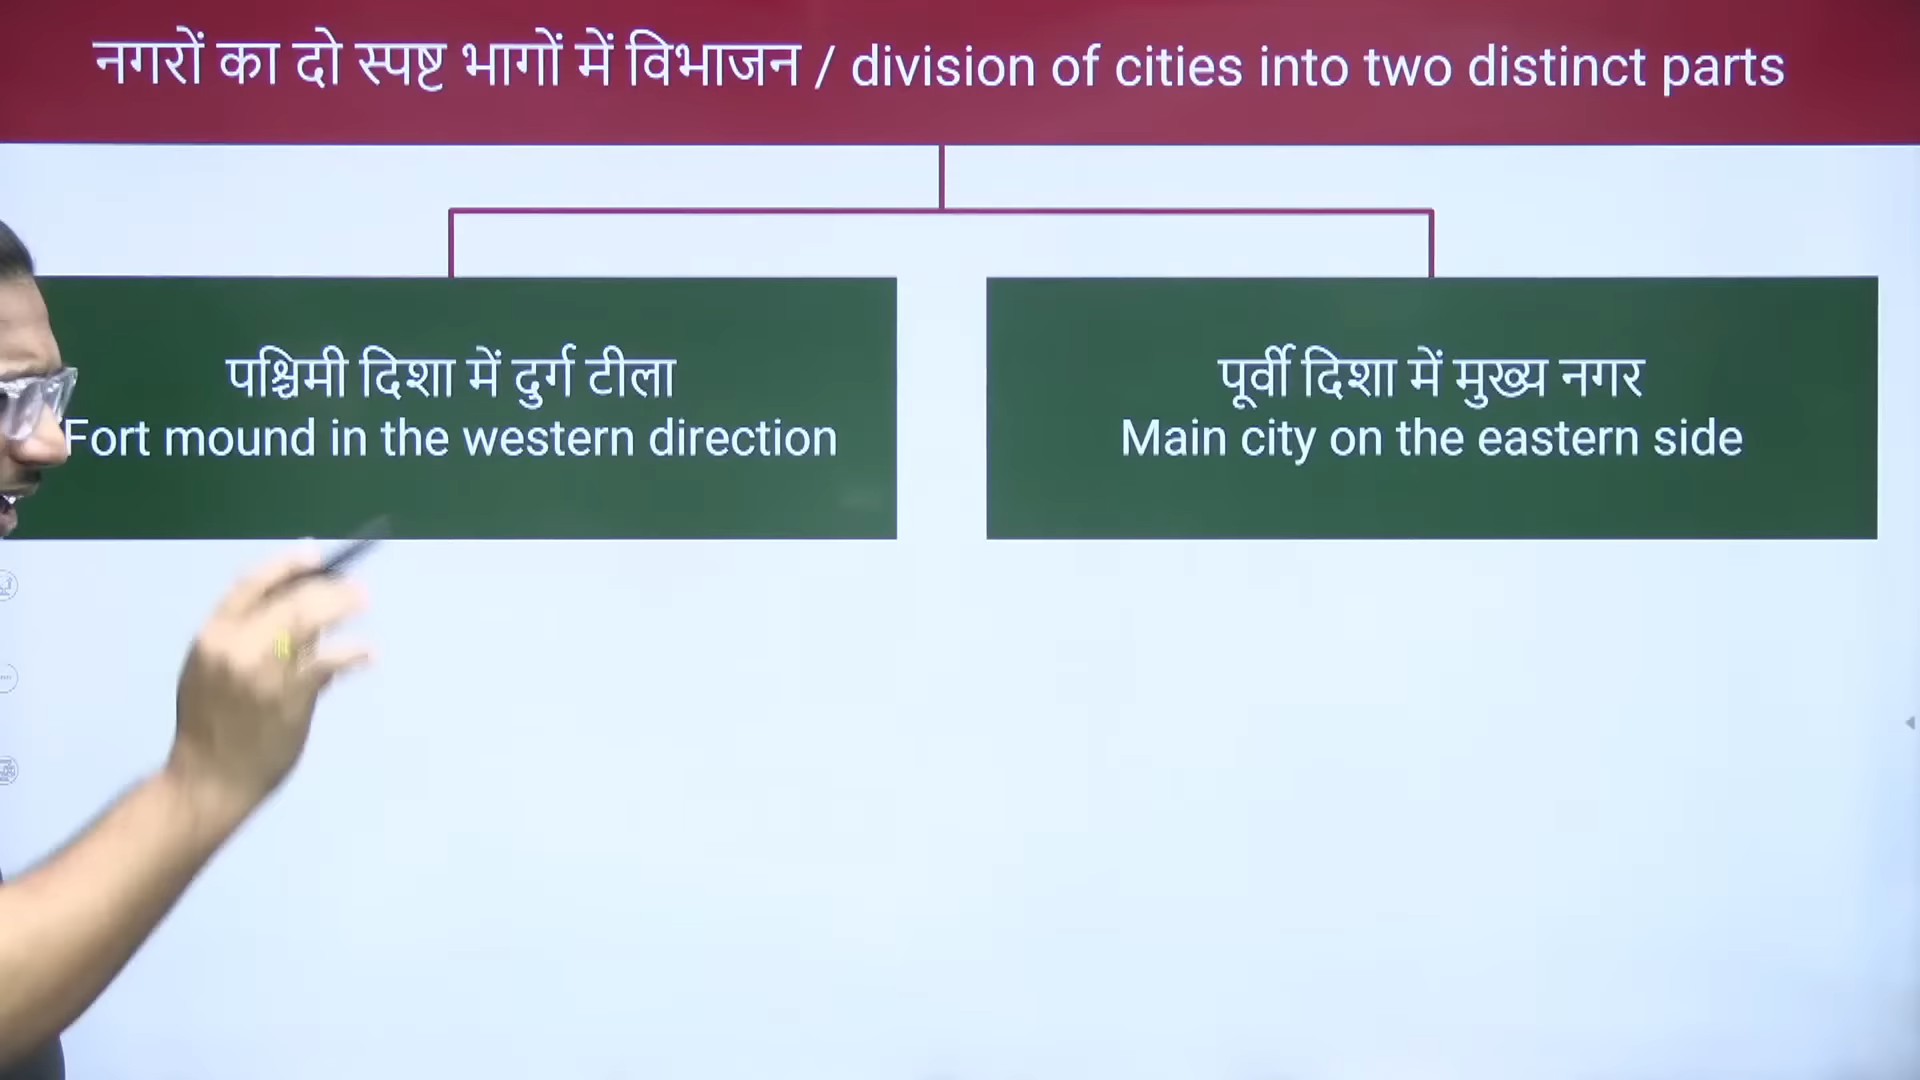 नगरों का दो स्पष्ट भागों में विभाजन / division of cities into two distinct parts
पश्चिमी दिशा में दुर्ग टीला
Fort mound in the western direction
पूर्वी दिशा में मुख्य नगर
Main city on the eastern side